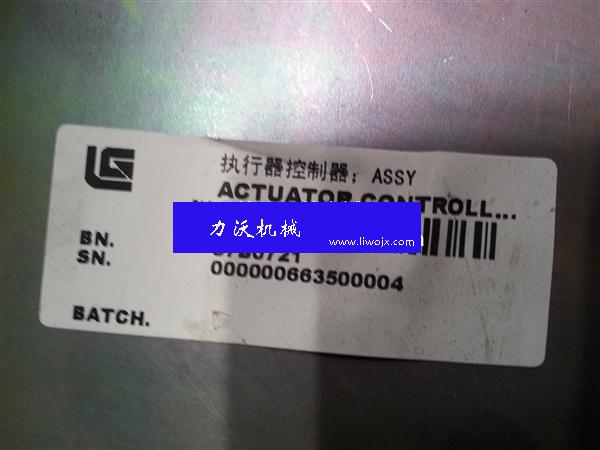 LG
执行器控制器；ASSY
ACTUATOR CONTROLL...
力沃机械
www.liwojx.com
BN.
SN.
000000663500004
BATCH.